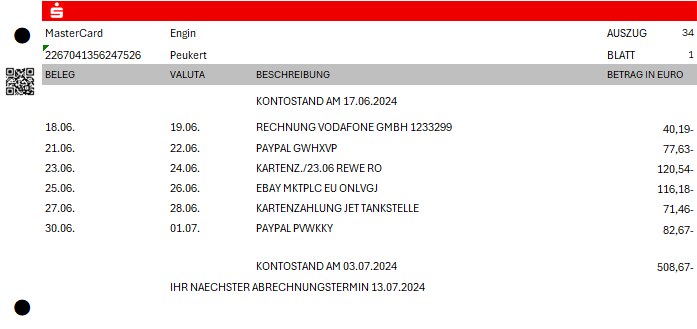 MasterCard Engin AUSZUG 34
2267041356247526 Peukert BLATT 1
BELEG VALUTA BESCHREIBUNG BETRAG IN EURO
KONTOSTAND AM 17.06.2024
18.06. 19.06. RECHNUNG VODAFONE GMBH 1233299 40,19-
21.06. 22.06. PAYPAL GWHXVP 77,63-
23.06. 24.06. KARTENZ./23.06 REWE RO 120,54-
25.06. 26.06. EBAY MKTPLC EU ONLVGJ 116,18-
27.06. 28.06. KARTENZAHLUNG JET TANKSTELLE 71,46-
30.06. 01.07. PAYPAL PVWKKY 82,67-
KONTOSTAND AM 03.07.2024 508,67-
IHR NAECHSTER ABRECHNUNGSTERMIN 13.07.2024